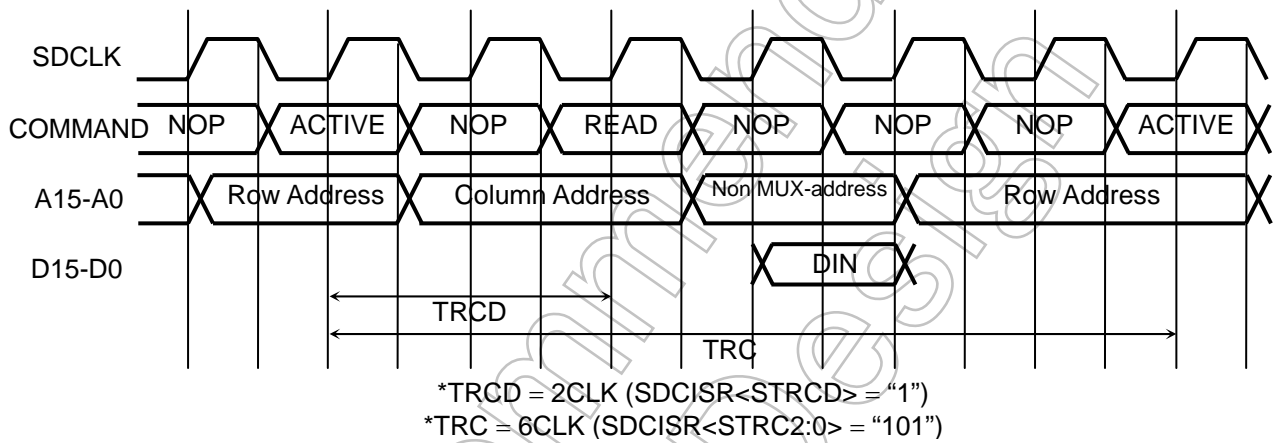 SDCLK
COMMAND NOP ACTIVE NOP READ NOP NOP NOP ACTIVE
A15-A0 Row Address Column Address Non MUX-address Row Address
D15-D0 DIN
TRCD
TRC
*TRCD = 2CLK (SDCISR<STRCD> = “1”)
*TRC = 6CLK (SDCISR<STRC2:0> = “101”)